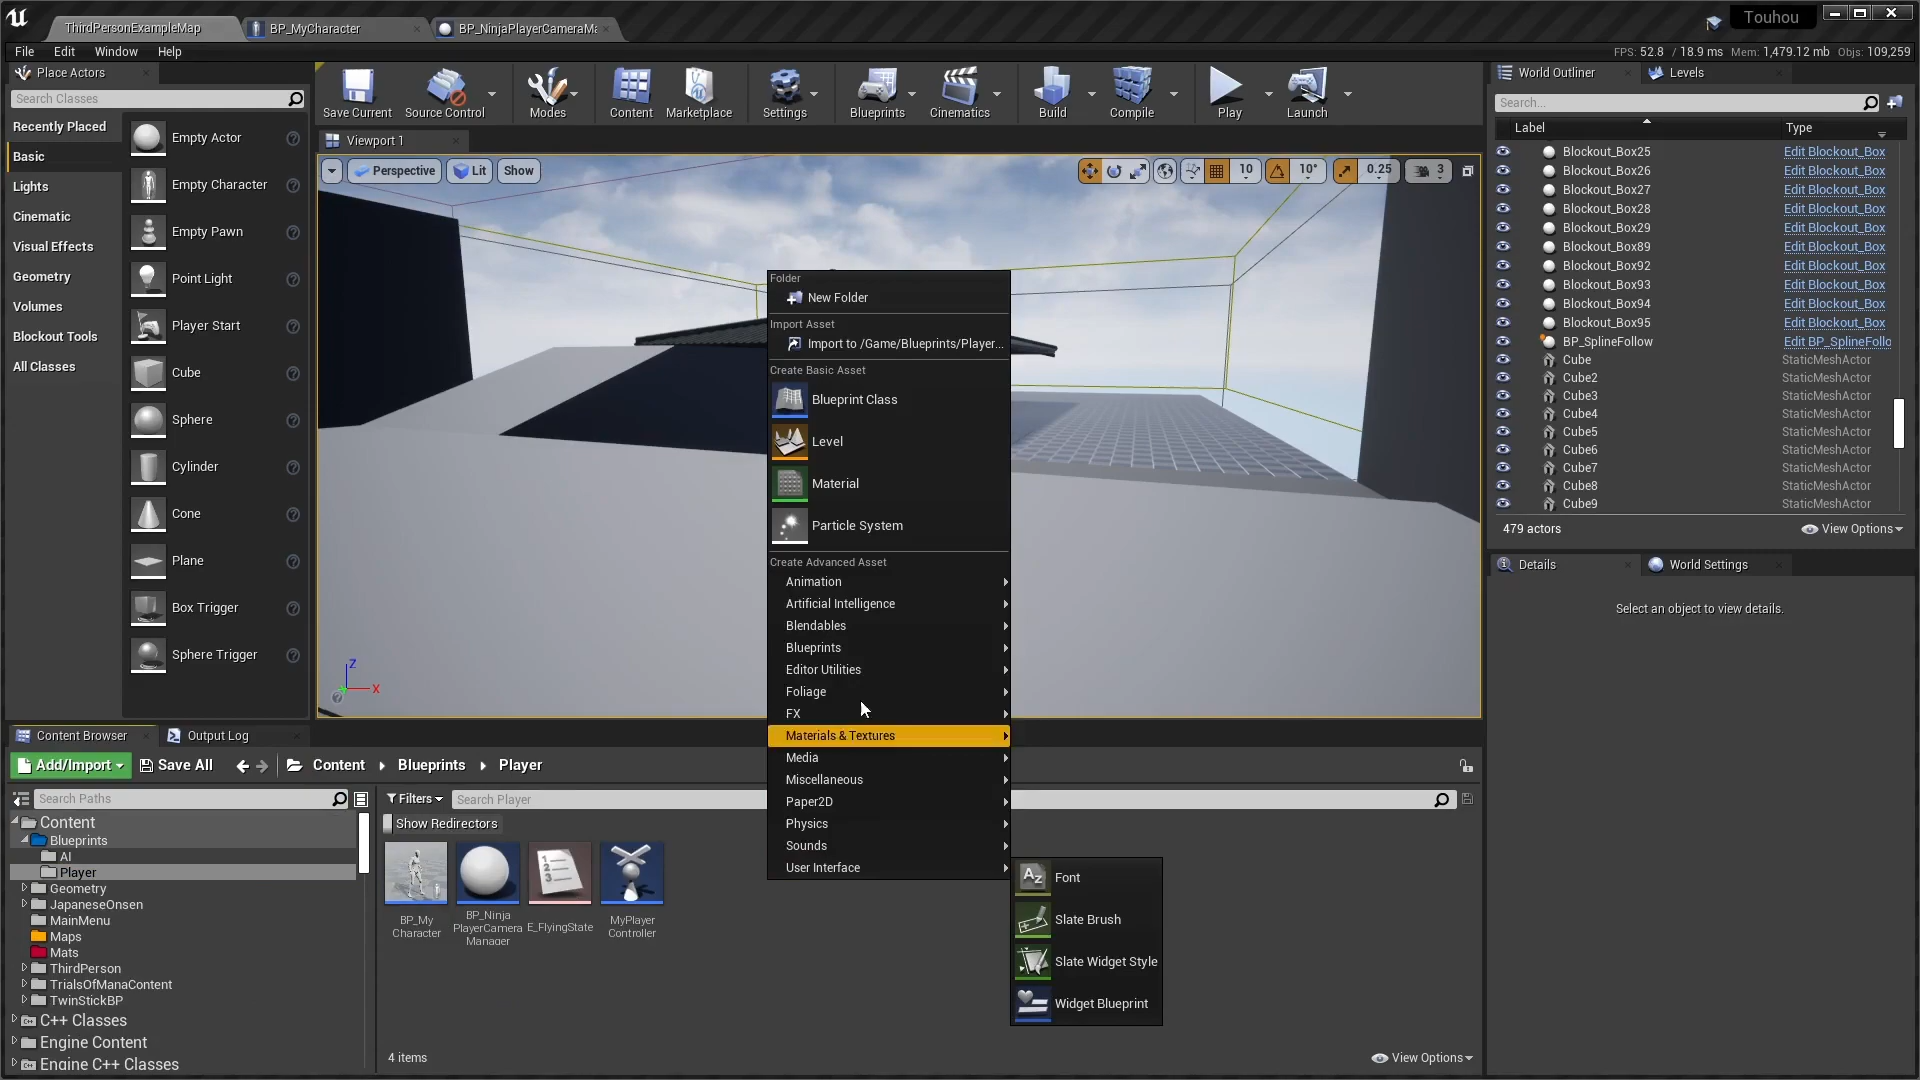 ThirdPersonExampleMap
BP_MyCharacter
BP_NinjaPlayerCameraMa
Touhou
File Edit Window Help
FPS: 52.8 / 18.9 ms Mem: 1,479.12 mb Objs: 109,259
Place Actors
Search Classes
Recently Placed
Basic
Lights
Cinematic
Visual Effects
Geometry
Volumes
Blockout Tools
All Classes
Empty Actor
Empty Character
Empty Pawn
Point Light
Player Start
Cube
Sphere
Cylinder
Cone
Plane
Box Trigger
Sphere Trigger
Save Current
Source Control
Modes
Content
Marketplace
Settings
Blueprints
Cinematics
Build
Compile
Play
Launch
Viewport 1
Perspective
Lit
Show
10
10°
0.25
3
Z
X
Folder
New Folder
Import Asset
Import to /Game/Blueprints/Player...
Create Basic Asset
Blueprint Class
Level
Material
Particle System
Create Advanced Asset
Animation
Artificial Intelligence
Blendables
Blueprints
Editor Utilities
Foliage
FX
Materials & Textures
Media
Miscellaneous
Paper2D
Physics
Sounds
User Interface
Font
Slate Brush
Slate Widget Style
Widget Blueprint
World Outliner
Levels
Search...
Label Type
Blockout_Box25 Edit Blockout_Box
Blockout_Box26 Edit Blockout_Box
Blockout_Box27 Edit Blockout_Box
Blockout_Box28 Edit Blockout_Box
Blockout_Box29 Edit Blockout_Box
Blockout_Box89 Edit Blockout_Box
Blockout_Box92 Edit Blockout_Box
Blockout_Box93 Edit Blockout_Box
Blockout_Box94 Edit Blockout_Box
Blockout_Box95 Edit Blockout_Box
BP_SplineFollow Edit BP_SplineFollo
Cube StaticMeshActor
Cube2 StaticMeshActor
Cube3 StaticMeshActor
Cube4 StaticMeshActor
Cube5 StaticMeshActor
Cube6 StaticMeshActor
Cube7 StaticMeshActor
Cube8 StaticMeshActor
Cube9 StaticMeshActor
479 actors
View Options
Details
World Settings
Select an object to view details.
Content Browser
Output Log
Add/Import
Save All
Content
Blueprints
Player
Search Paths
Content
Blueprints
AI
Player
Geometry
JapaneseOnsen
MainMenu
Maps
Mats
ThirdPerson
TrialsOfManaContent
TwinStickBP
C++ Classes
Engine Content
Engine C++ Classes
Filters
Search Player
Show Redirectors
1
2
3
BP_My
Character
BP_Ninja
PlayerCamera
Manager
E_FlyingState
MyPlayer
Controller
4 items
View Options